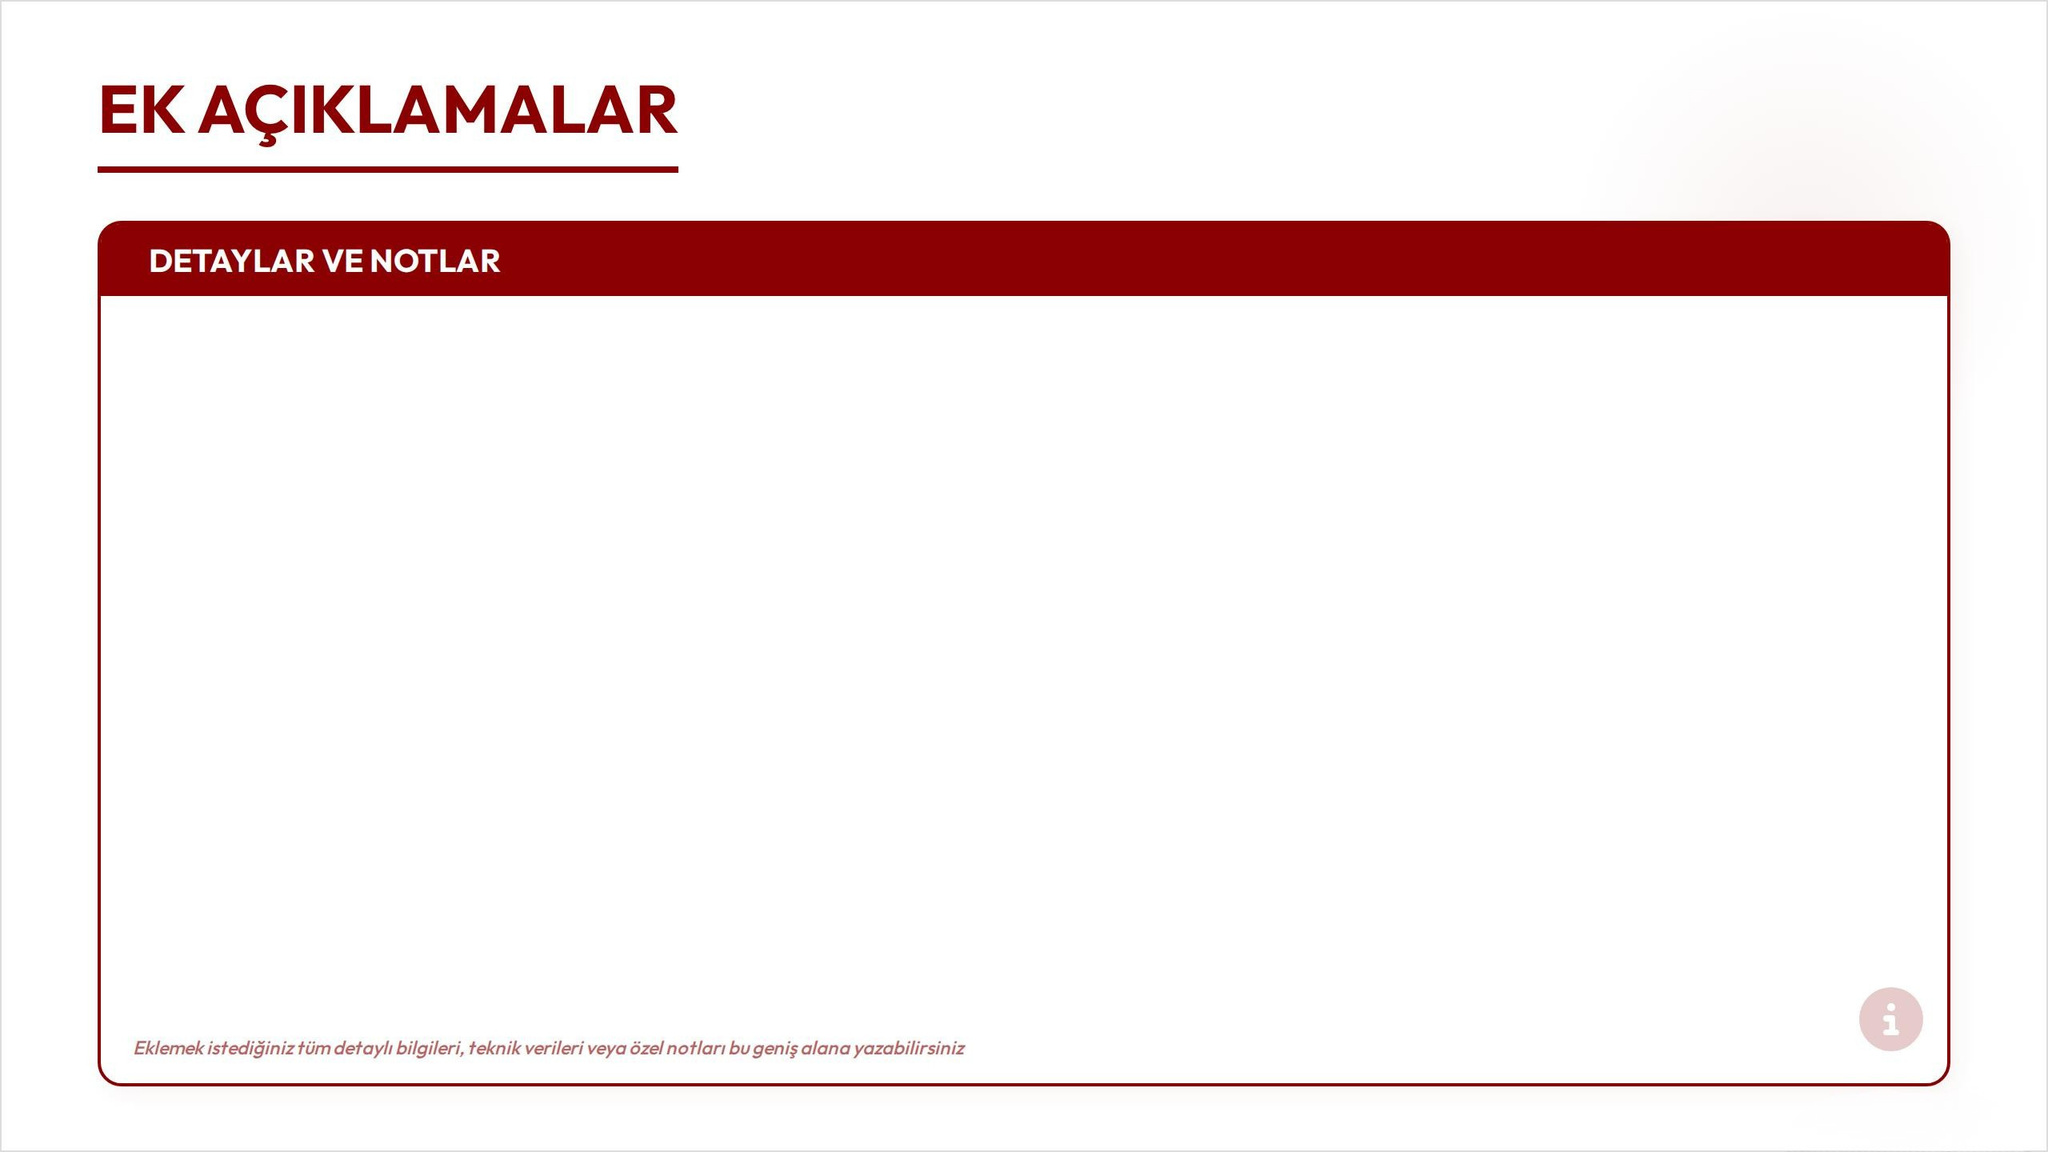 EK AÇIKLAMALAR
DETAYLAR VE NOTLAR
Eklemek istediğiniz tüm detaylı bilgileri, teknik verileri veya özel notları bu geniş alana yazabilirsiniz